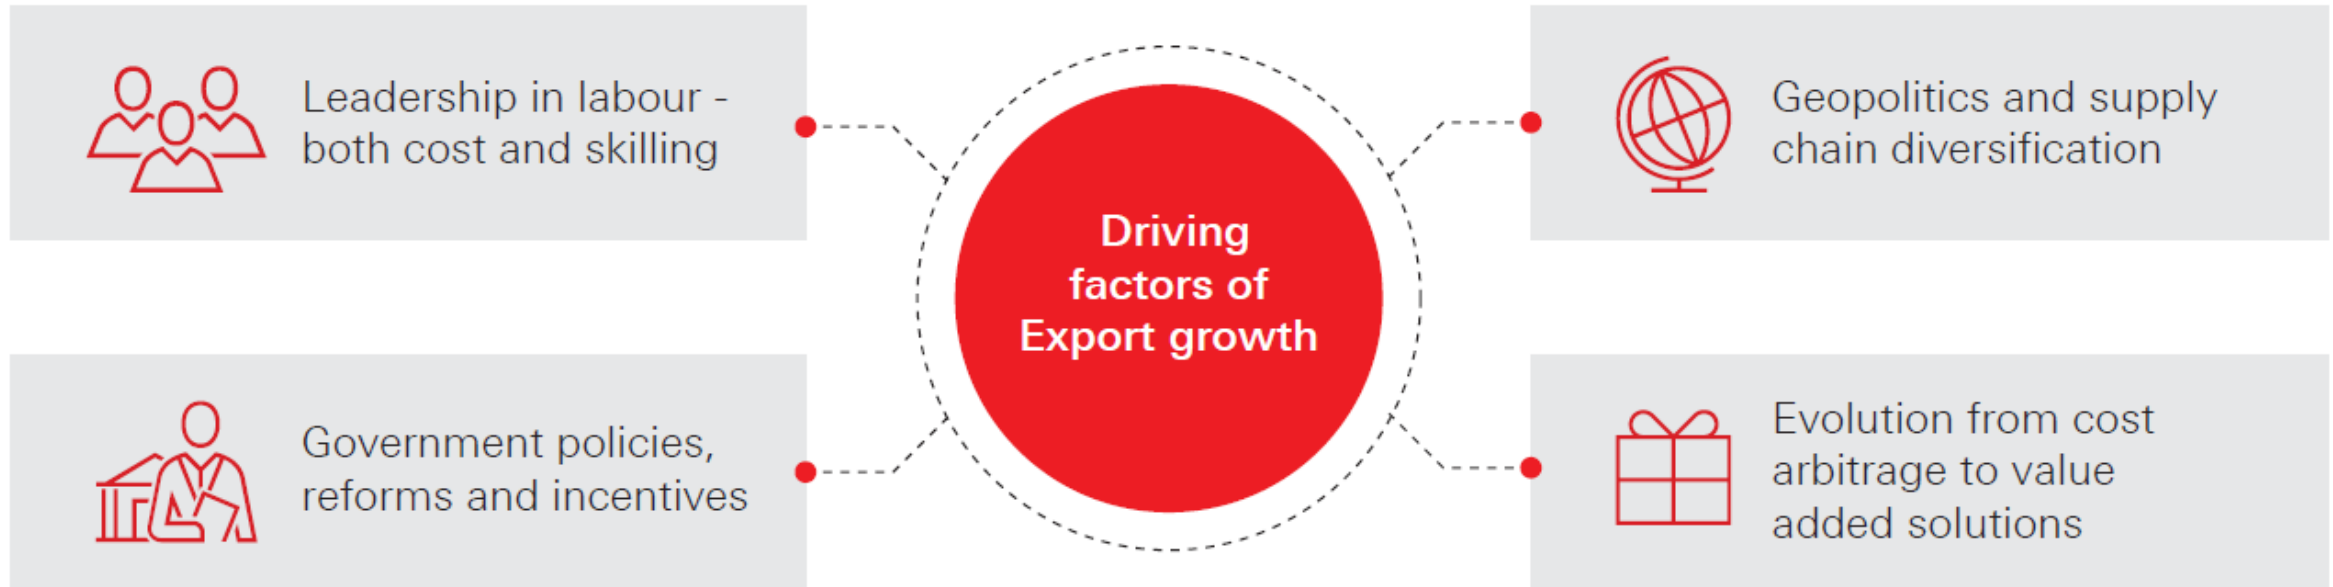 Leadership in labour -
both cost and skilling
Geopolitics and supply
chain diversification
Driving
factors of
Export growth
Government policies,
reforms and incentives
Evolution from cost
arbitrage to value
added solutions